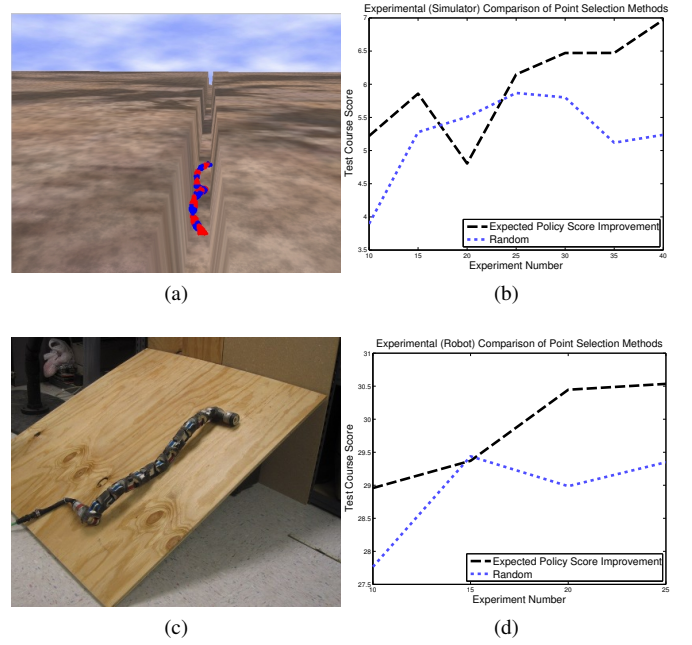 Experimental (Simulator) Comparison of Point Selection Methods
7
6.5
6
5.5
5
4.5
4
3.5
Test Course Score
Expected Policy Score Improvement
Random
10 15 20 25 30 35 40
Experiment Number
(a)
(b)
Experimental (Robot) Comparison of Point Selection Methods
31
30.5
30
29.5
29
28.5
28
27.5
Test Course Score
Expected Policy Score Improvement
Random
10 15 20 25
Experiment Number
(c)
(d)